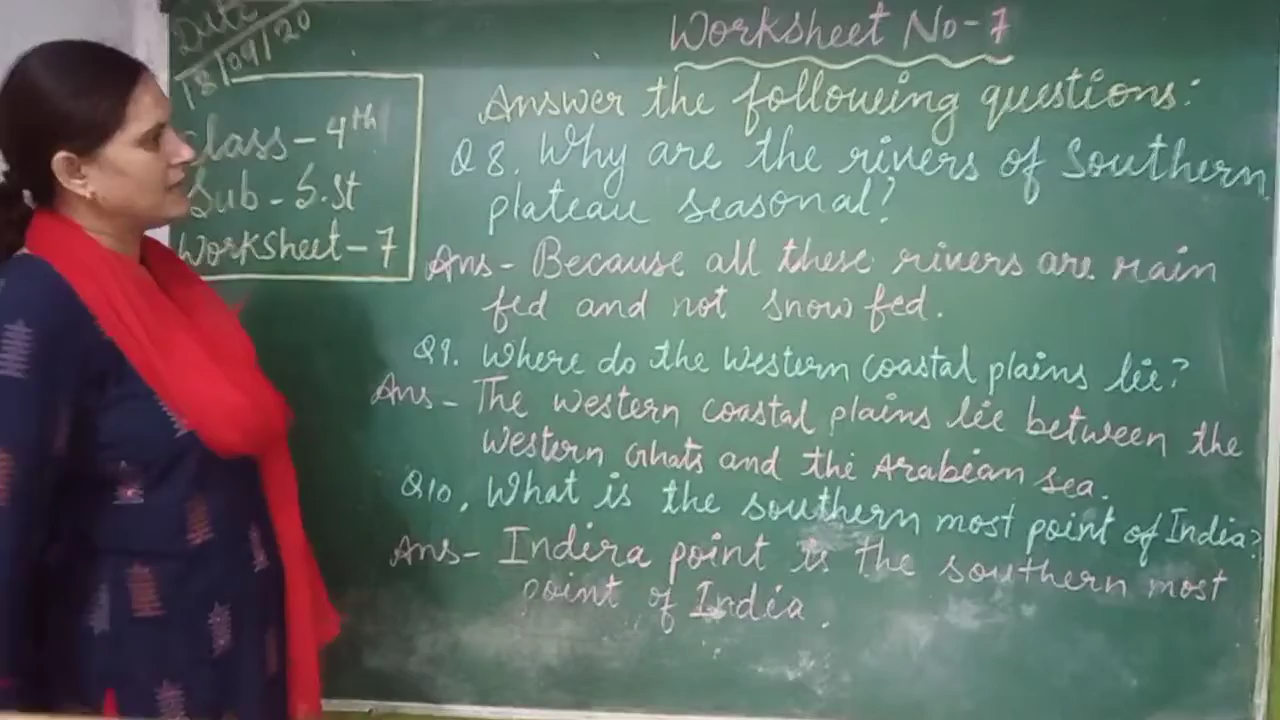 Date
18/09/20
Class - 4th
Sub - S.St
Worksheet - 7
Worksheet No - 7
Answer the following questions:
Q 8. Why are the rivers of Southern
plateau seasonal?
Ans - Because all these rivers are rain
fed and not snow fed.
Q9. Where do the western coastal plains lie?
Ans - The western coastal plains lie between the
western Ghats and the Arabian sea.
Q10. What is the southern most point of India?
Ans - Indira point is the southern most
point of India.